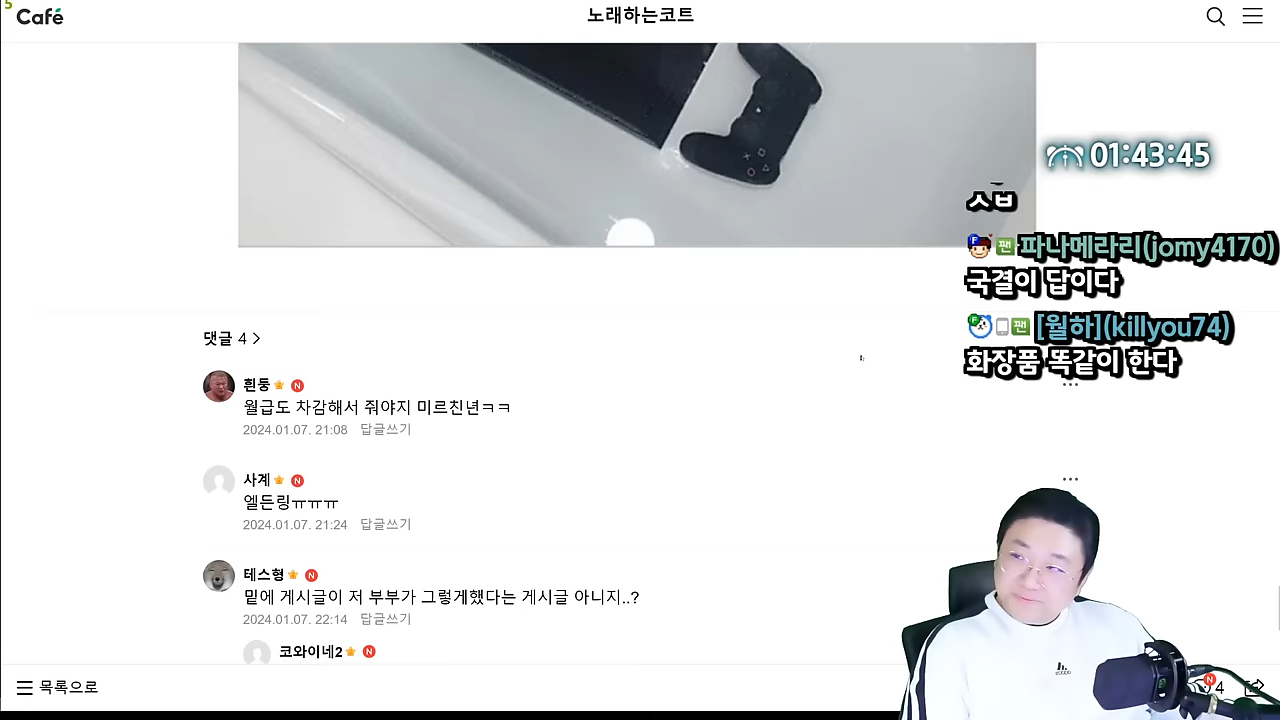 5
Café
노래하는코트
01:43:45
ㅅㅂ
F 팬 파나메라리(jomy4170)
국결이 답이다
F 팬 [월하](killyou74)
화장품 똑같이 한다
댓글 4
흰둥 N
월급도 차감해서 줘야지 미르친년ㅋㅋ
2024.01.07. 21:08 답글쓰기
사계 N
엘든링ㅠㅠㅠ
2024.01.07. 21:24 답글쓰기
테스형 N
밑에 게시글이 저 부부가 그렇게했다는 게시글 아니지..?
2024.01.07. 22:14 답글쓰기
코와이네2 N
목록으로
N 4